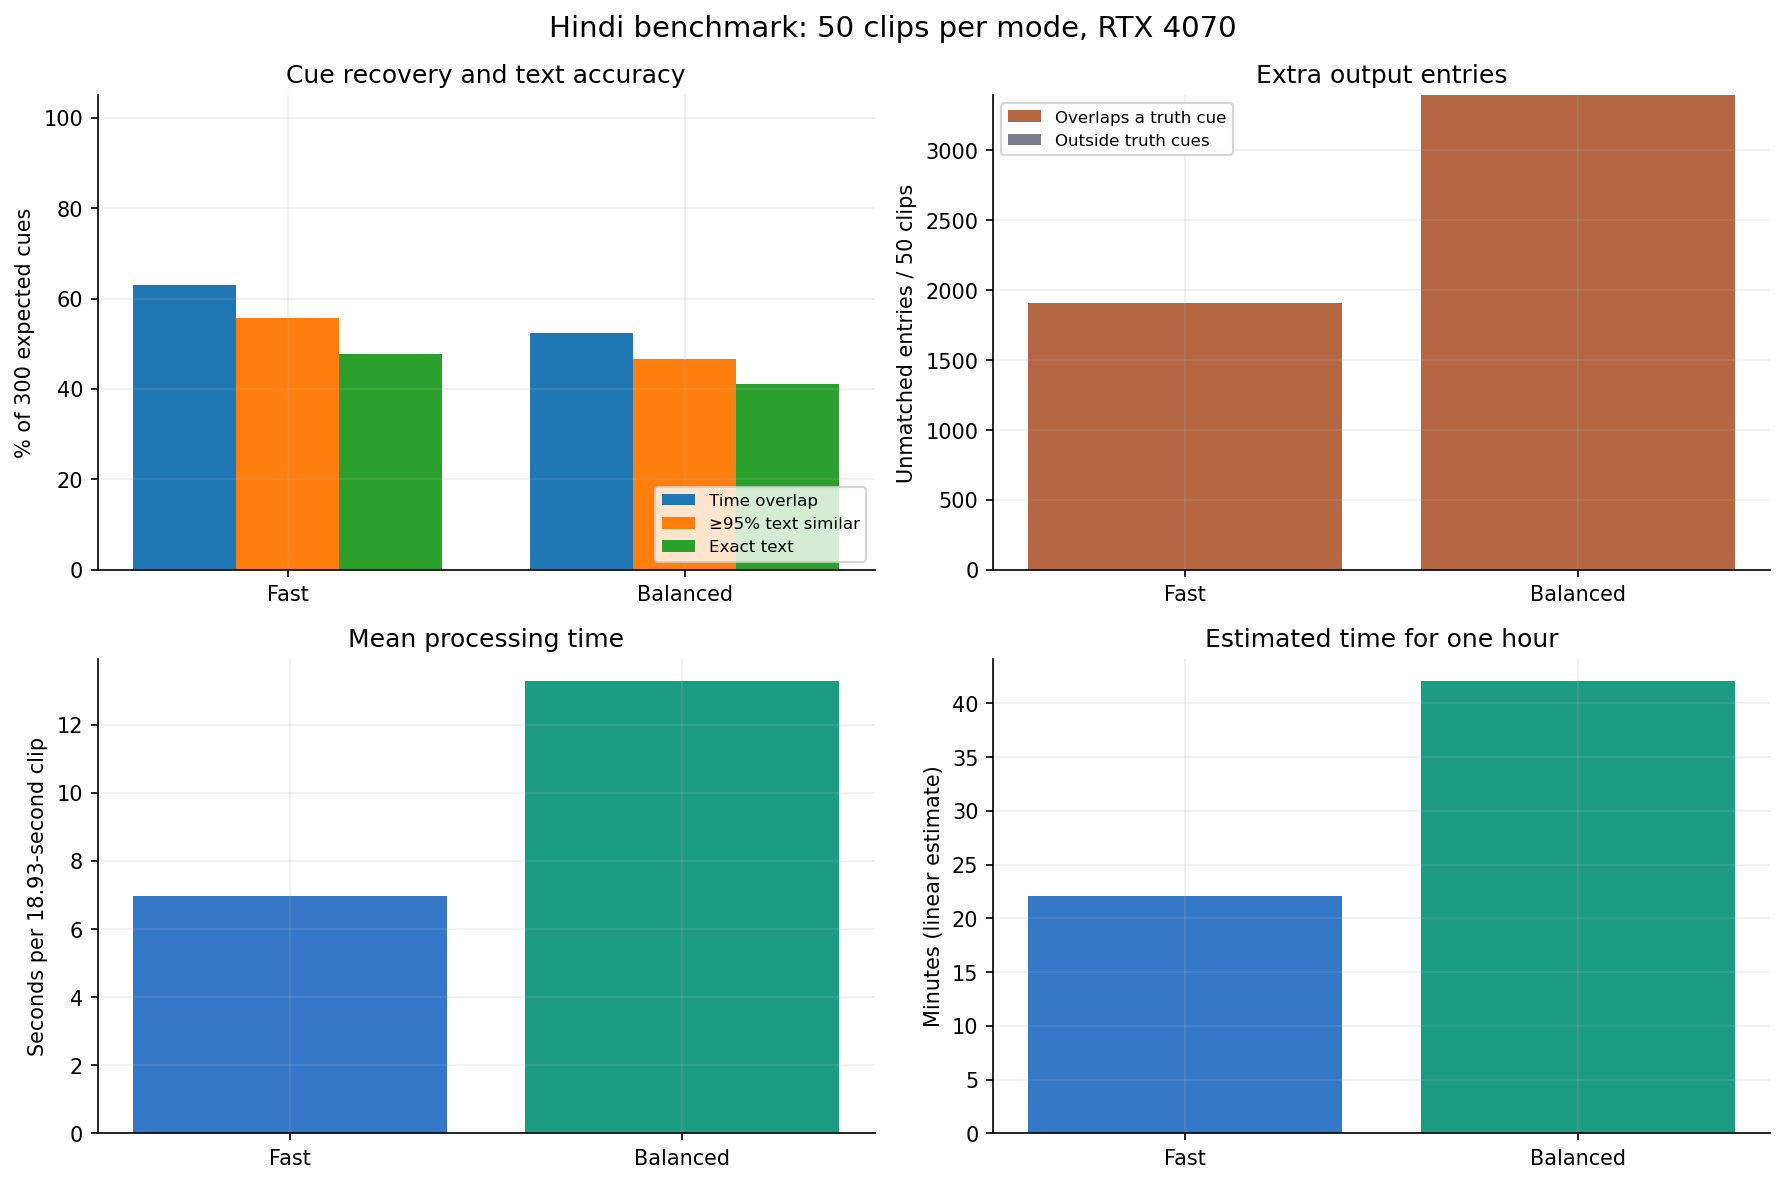 Hindi benchmark: 50 clips per mode, RTX 4070
Cue recovery and text accuracy
% of 300 expected cues
100
80
60
40
20
0
Fast
Balanced
Time overlap
≥95% text similar
Exact text
Extra output entries
Unmatched entries / 50 clips
3000
2500
2000
1500
1000
500
0
Overlaps a truth cue
Outside truth cues
Fast
Balanced
Mean processing time
Seconds per 18.93-second clip
12
10
8
6
4
2
0
Fast
Balanced
Estimated time for one hour
Minutes (linear estimate)
40
35
30
25
20
15
10
5
0
Fast
Balanced